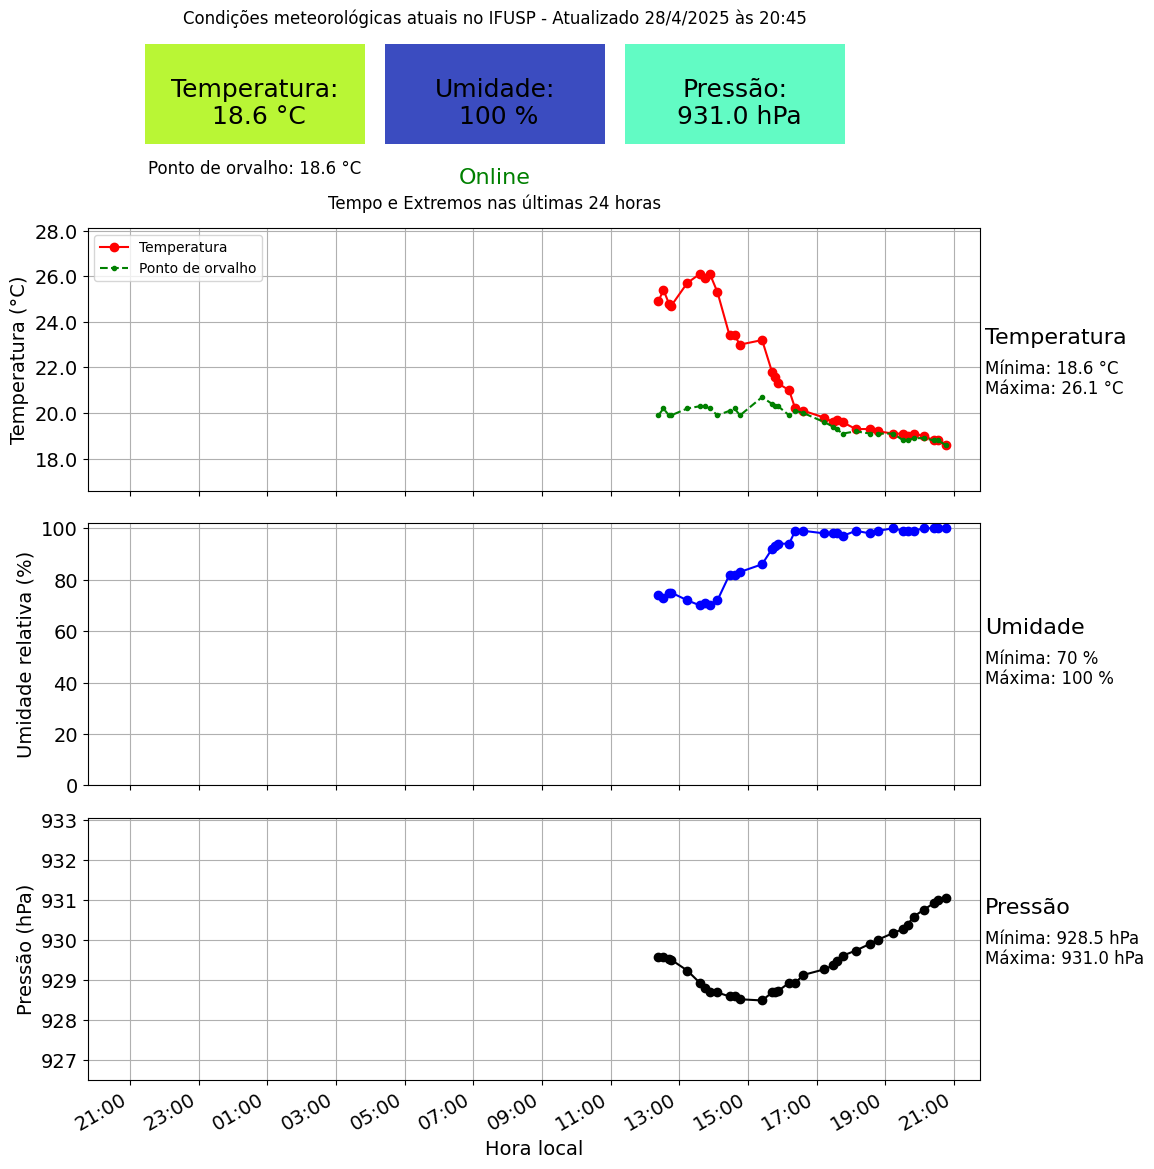 Condições meteorológicas atuais no IFUSP - Atualizado 28/4/2025 às 20:45
Temperatura:
18.6 °C
Umidade:
100 %
Pressão:
931.0 hPa
Ponto de orvalho: 18.6 °C
Online
Tempo e Extremos nas últimas 24 horas
Temperatura (°C)
28.0
26.0
24.0
22.0
20.0
18.0
Temperatura
Ponto de orvalho
Temperatura
Mínima: 18.6 °C
Máxima: 26.1 °C
Umidade relativa (%)
100
80
60
40
20
0
Umidade
Mínima: 70 %
Máxima: 100 %
Pressão (hPa)
933
932
931
930
929
928
927
Pressão
Mínima: 928.5 hPa
Máxima: 931.0 hPa
21:00 23:00 01:00 03:00 05:00 07:00 09:00 11:00 13:00 15:00 17:00 19:00 21:00
Hora local